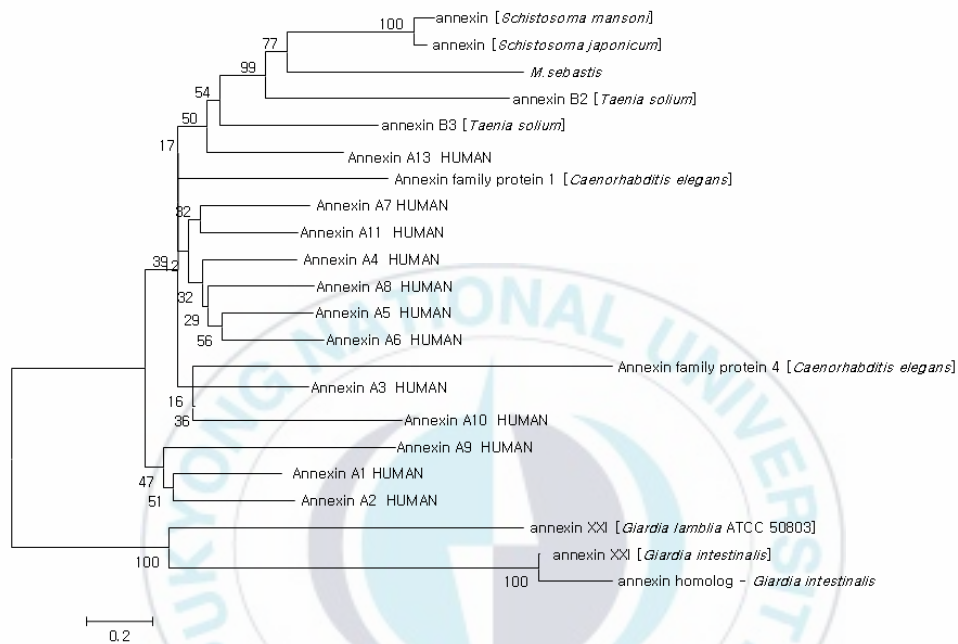 100 annexin [Schistosoma mansoni]
77 annexin [Schistosoma japonicum]
99 M.sebastis
54 annexin B2 [Taenia solium]
50 annexin B3 [Taenia solium]
17 Annexin A13 HUMAN
Annexin family protein 1 [Caenorhabditis elegans]
32 Annexin A7 HUMAN
Annexin A11 HUMAN
39 12 Annexin A4 HUMAN
32 Annexin A8 HUMAN
29 Annexin A5 HUMAN
56 Annexin A6 HUMAN
Annexin family protein 4 [Caenorhabditis elegans]
16 Annexin A3 HUMAN
36 Annexin A10 HUMAN
Annexin A9 HUMAN
47 Annexin A1 HUMAN
51 Annexin A2 HUMAN
annexin XXI [Giardia lamblia ATCC 50803]
100 annexin XXI [Giardia intestinalis]
100 annexin homolog - Giardia intestinalis
0.2
PUKYONG NATIONAL UNIVERSITY